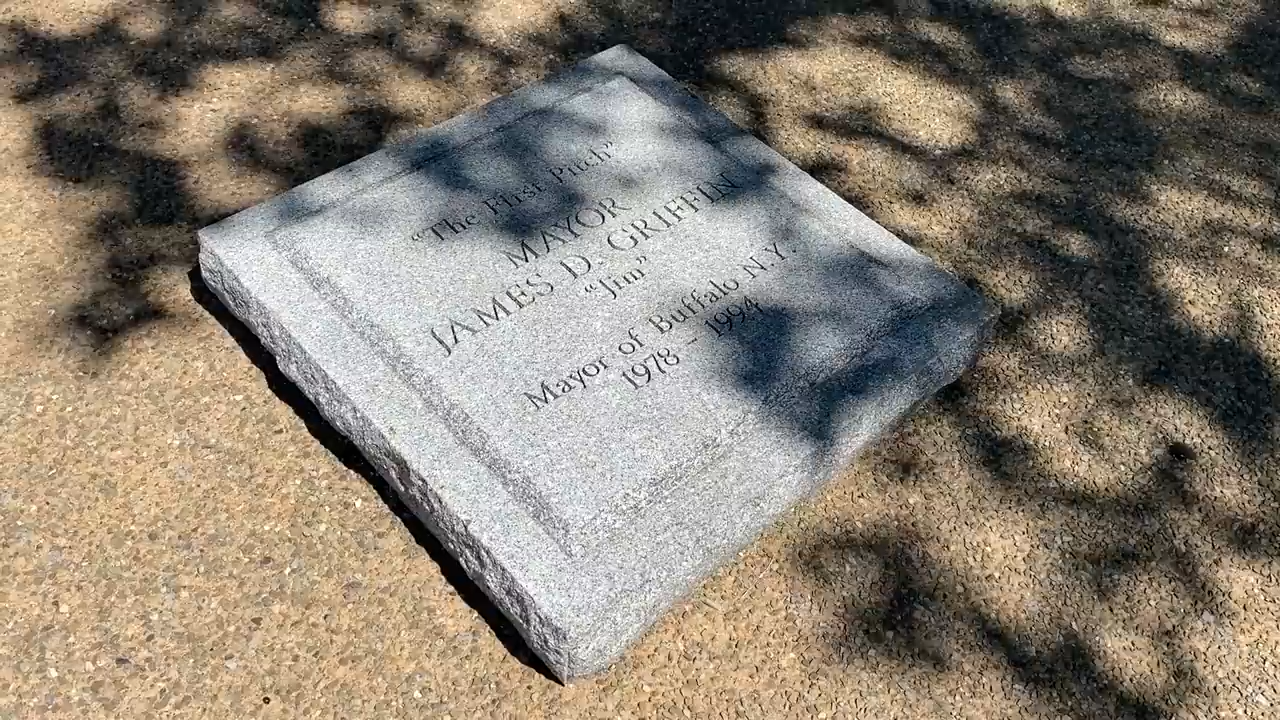 “The First Pitch”
MAYOR
JAMES D. GRIFFIN
“Jim”
Mayor of Buffalo N.Y.
1978 - 1994